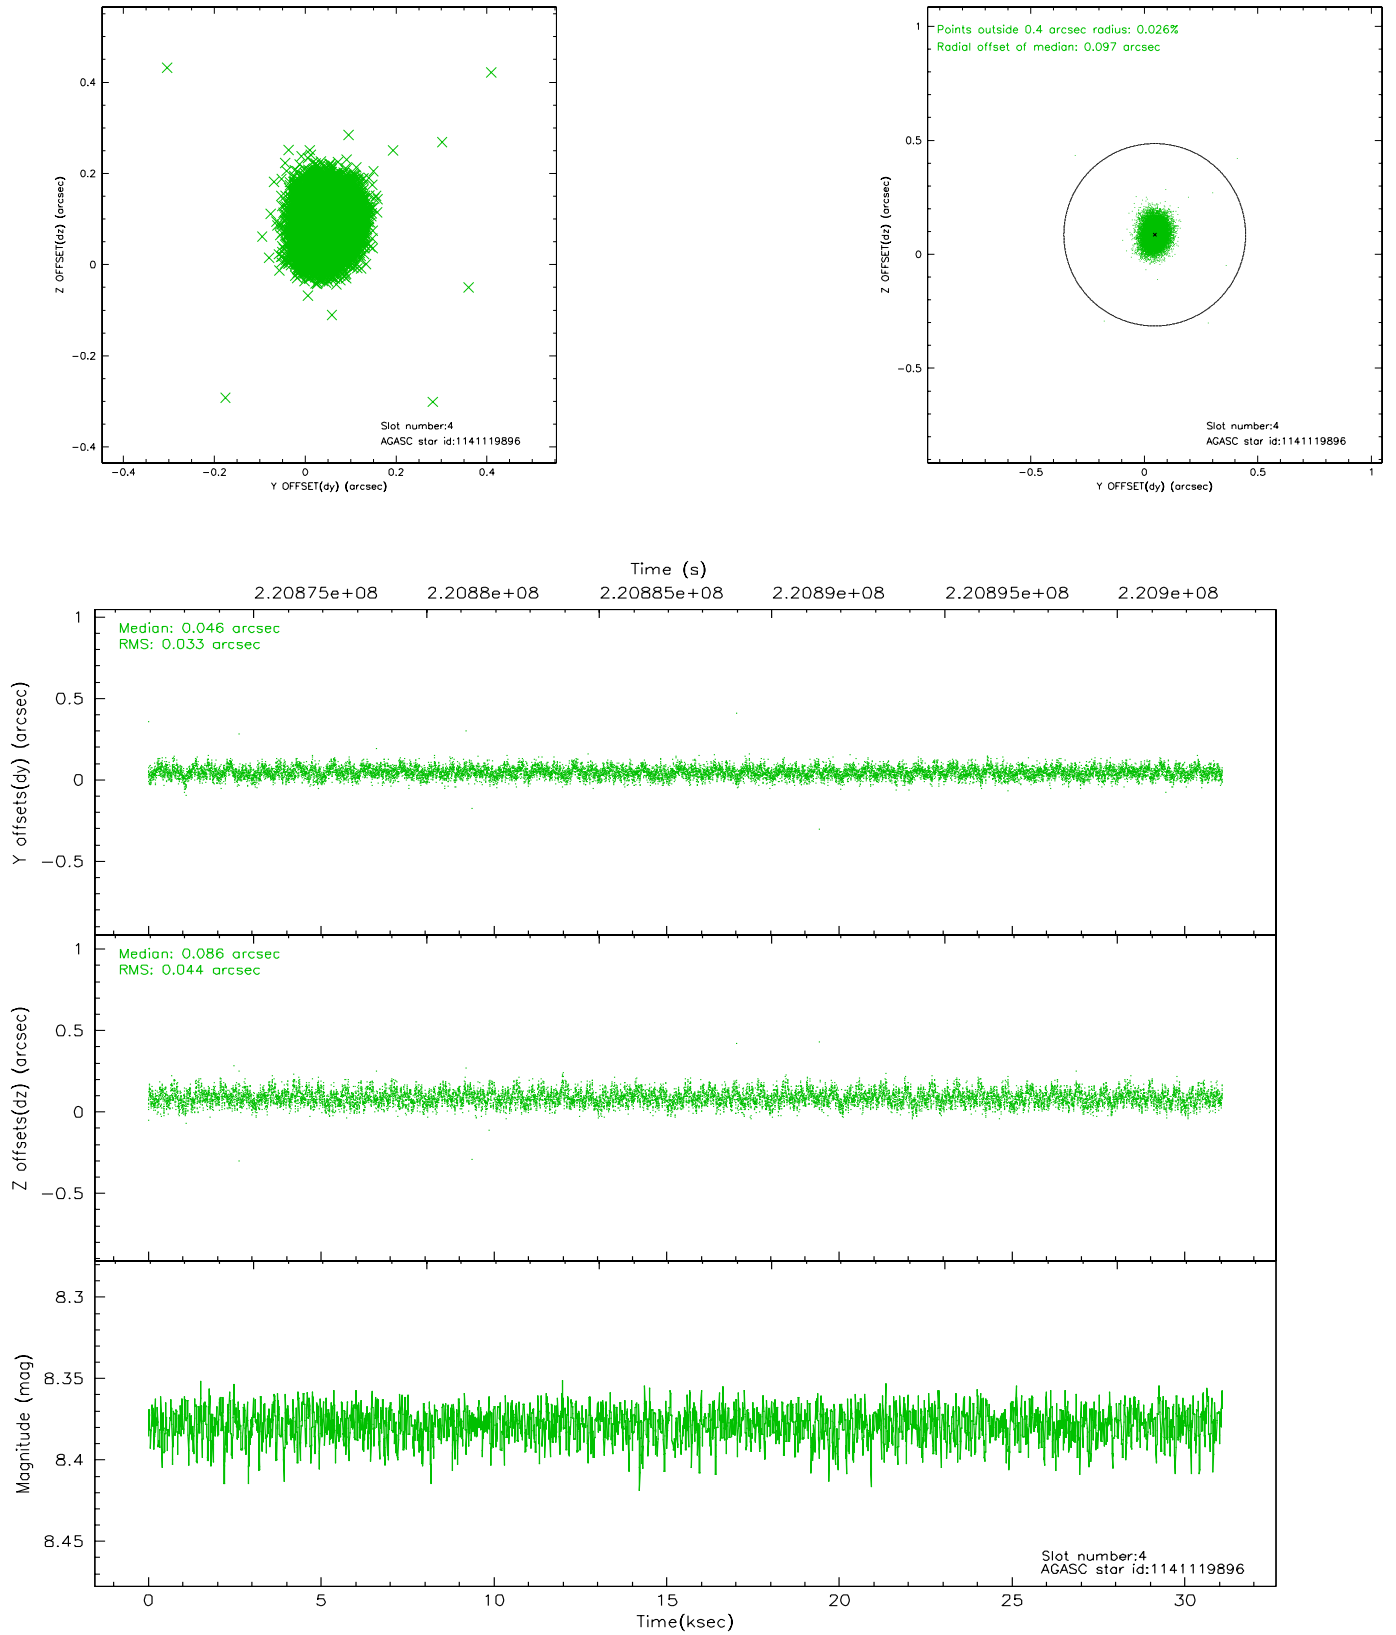 0.4
0.2
0
−0.2
−0.4
Z OFFSET(dz) (arcsec)
Slot number:4
AGASC star id:1141119896
−0.4 −0.2 0 0.2 0.4
Y OFFSET(dy) (arcsec)
Points outside 0.4 arcsec radius: 0.026%
Radial offset of median: 0.097 arcsec
1
0.5
0
−0.5
Z OFFSET(dz) (arcsec)
Slot number:4
AGASC star id:1141119896
−0.5 0 0.5 1
Y OFFSET(dy) (arcsec)
Time (s)
2.20875e+08 2.2088e+08 2.20885e+08 2.2089e+08 2.20895e+08 2.209e+08
Median: 0.046 arcsec
RMS: 0.033 arcsec
1
0.5
0
−0.5
Y offsets(dy) (arcsec)
Median: 0.086 arcsec
RMS: 0.044 arcsec
1
0.5
0
−0.5
Z offsets(dz) (arcsec)
8.3
8.35
8.4
8.45
Magnitude (mag)
Slot number:4
AGASC star id:1141119896
0 5 10 15 20 25 30
Time(ksec)